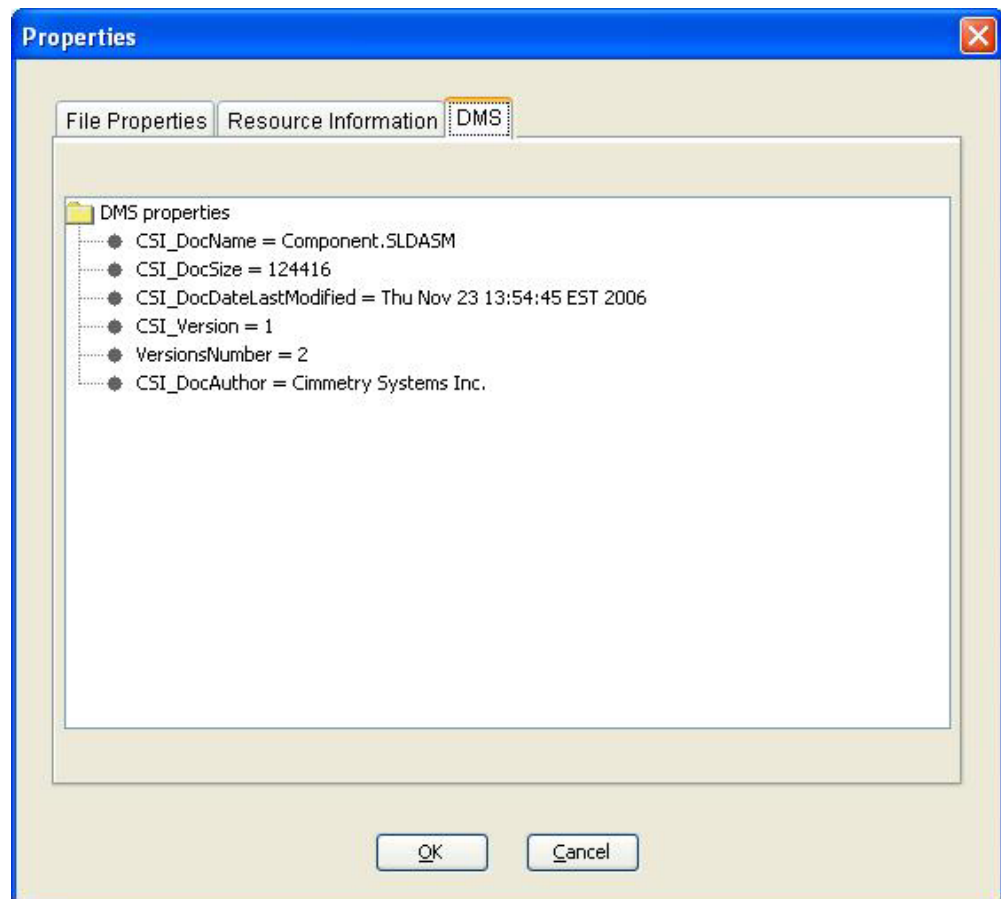 Properties
File Properties Resource Information DMS
DMS properties
CSI_DocName = Component.SLDASM
CSI_DocSize = 124416
CSI_DocDateLastModified = Thu Nov 23 13:54:45 EST 2006
CSI_Version = 1
VersionsNumber = 2
CSI_DocAuthor = Cimmetry Systems Inc.
OK Cancel